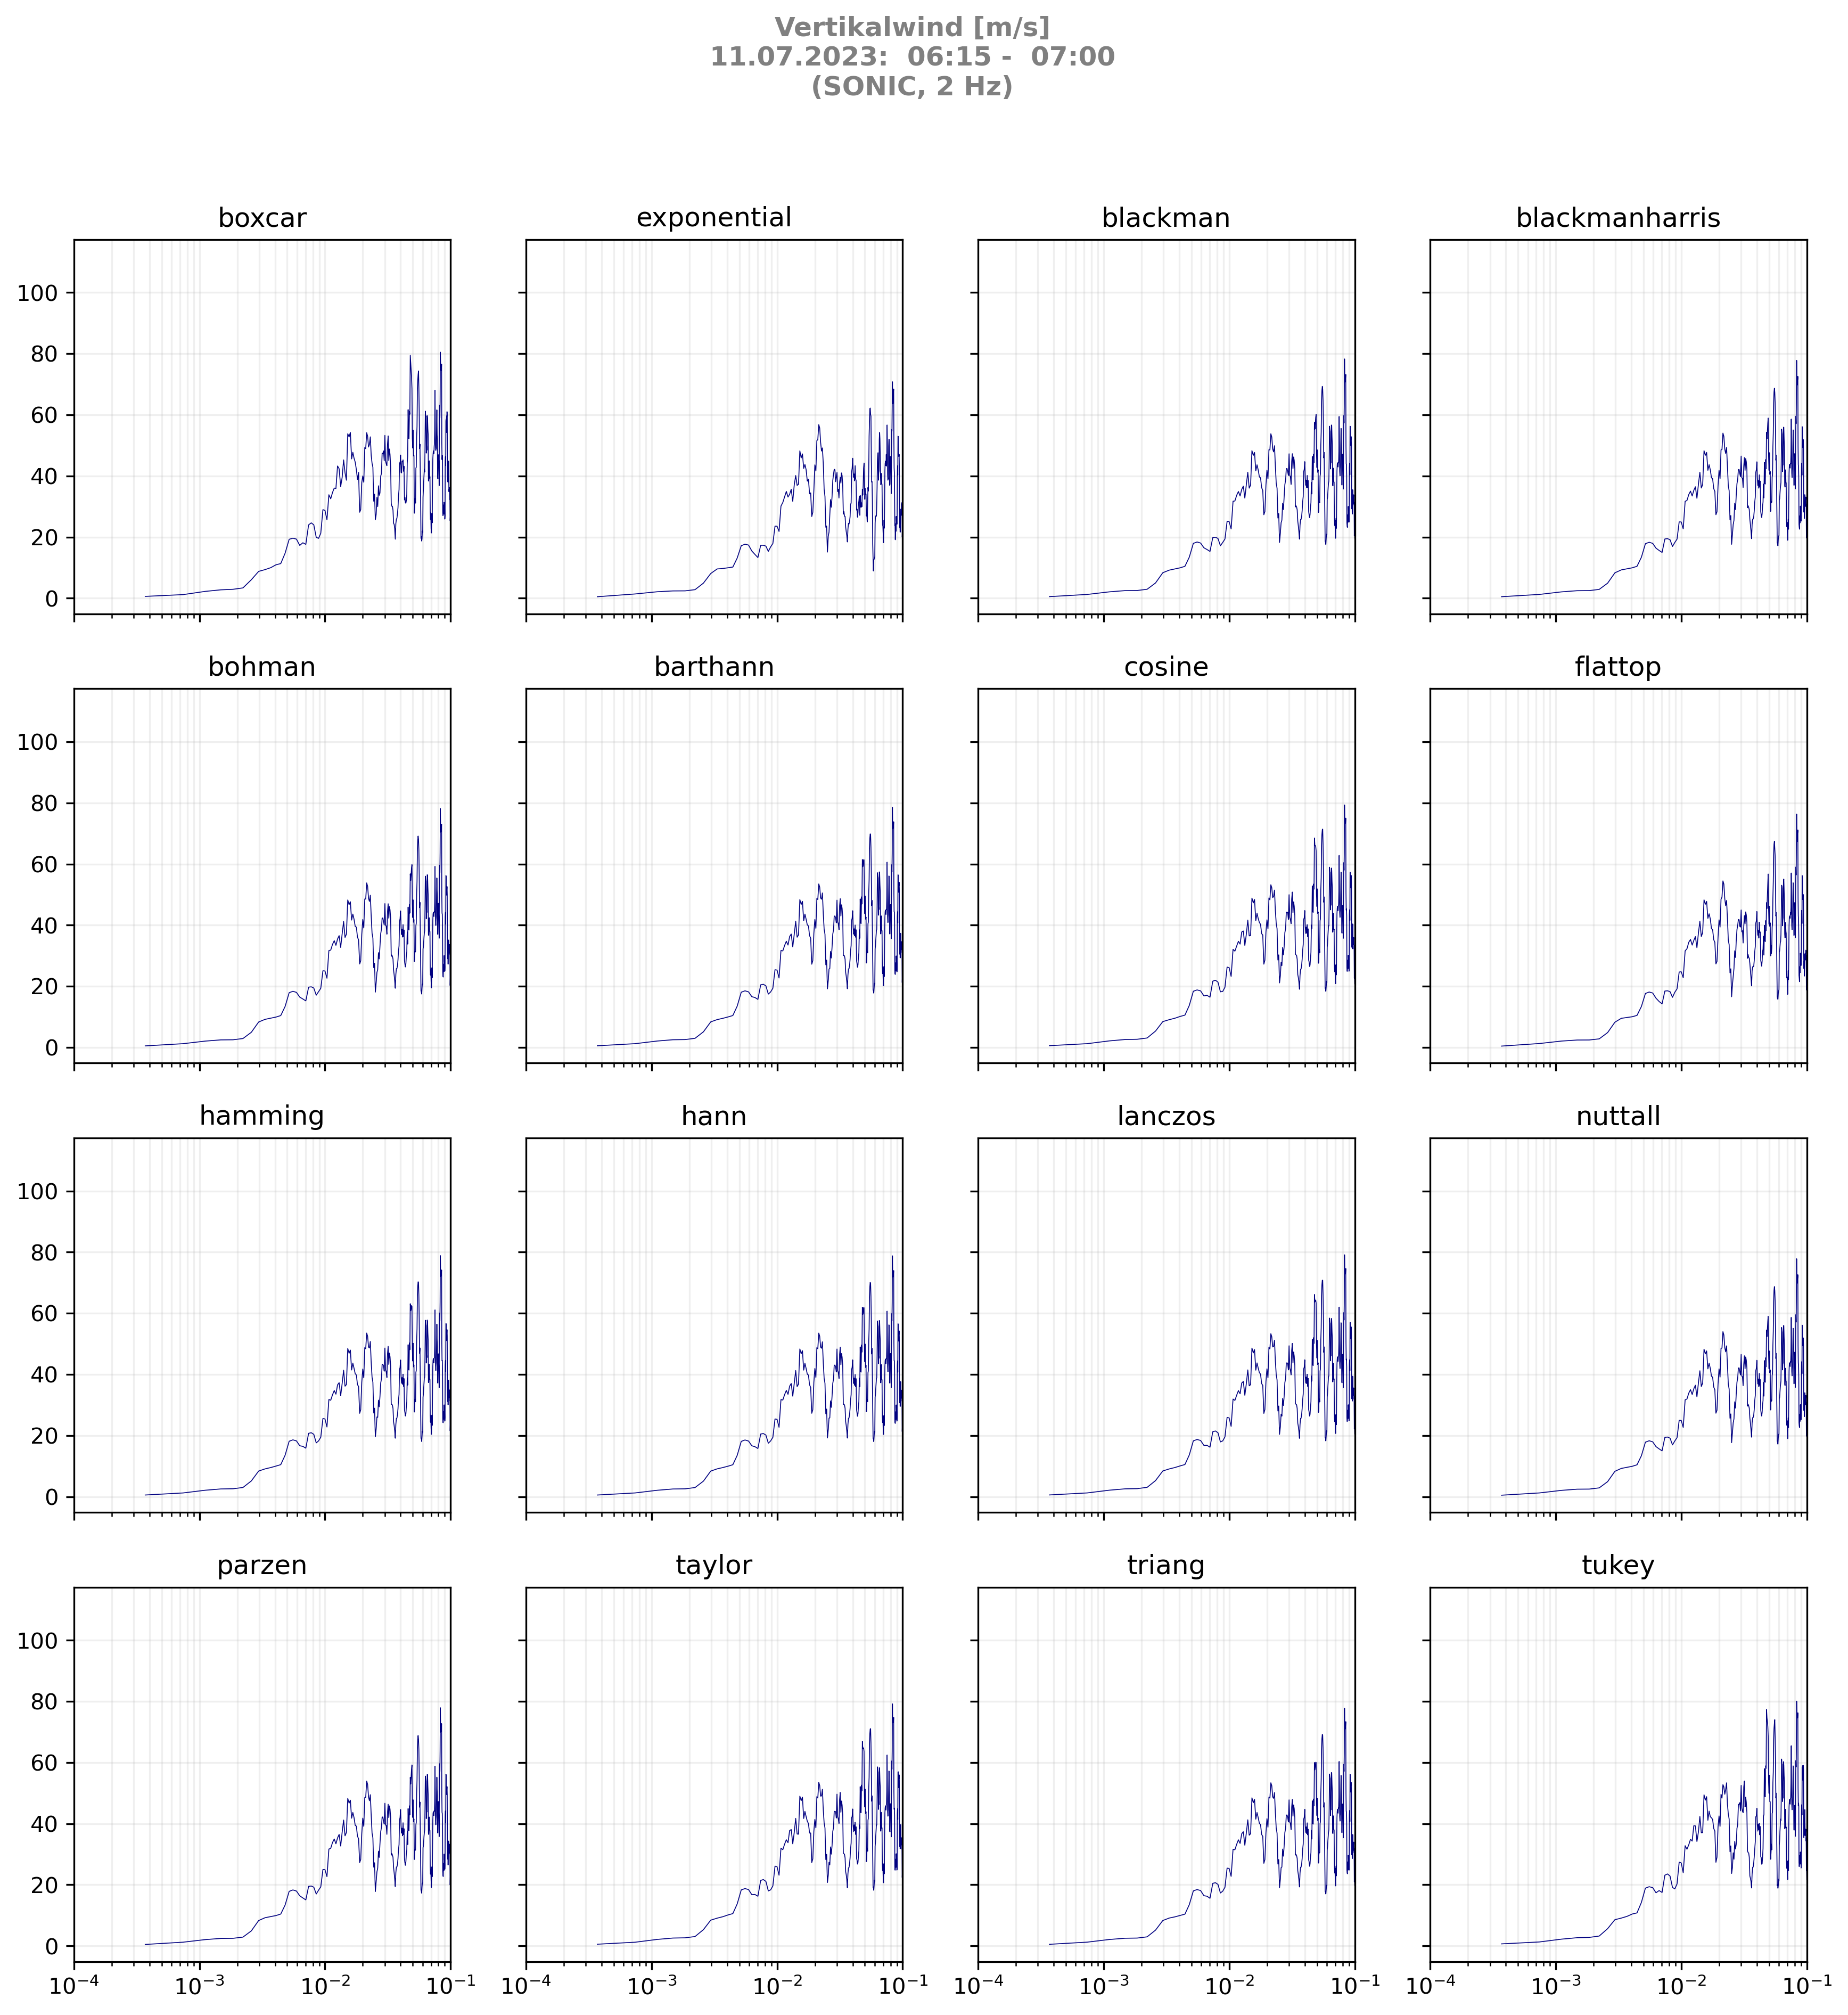 Vertikalwind [m/s]
11.07.2023:  06:15 -  07:00
(SONIC, 2 Hz)
boxcar
exponential
blackman
blackmanharris
100
80
60
40
20
0
bohman
barthann
cosine
flattop
100
80
60
40
20
0
hamming
hann
lanczos
nuttall
100
80
60
40
20
0
parzen
taylor
triang
tukey
100
80
60
40
20
0
10⁻⁴ 10⁻³ 10⁻² 10⁻¹
10⁻⁴ 10⁻³ 10⁻² 10⁻¹
10⁻⁴ 10⁻³ 10⁻² 10⁻¹
10⁻⁴ 10⁻³ 10⁻² 10⁻¹